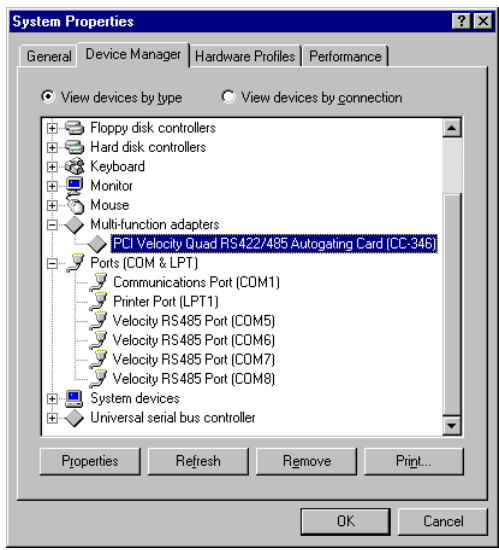 System Properties
General Device Manager Hardware Profiles Performance
View devices by type View devices by connection
Floppy disk controllers
Hard disk controllers
Keyboard
Monitor
Mouse
Multi-function adapters
PCI Velocity Quad RS422/485 Autogating Card (CC-346)
Ports (COM & LPT)
Communications Port (COM1)
Printer Port (LPT1)
Velocity RS485 Port (COM5)
Velocity RS485 Port (COM6)
Velocity RS485 Port (COM7)
Velocity RS485 Port (COM8)
System devices
Universal serial bus controller
Properties Refresh Remove Print...
OK Cancel